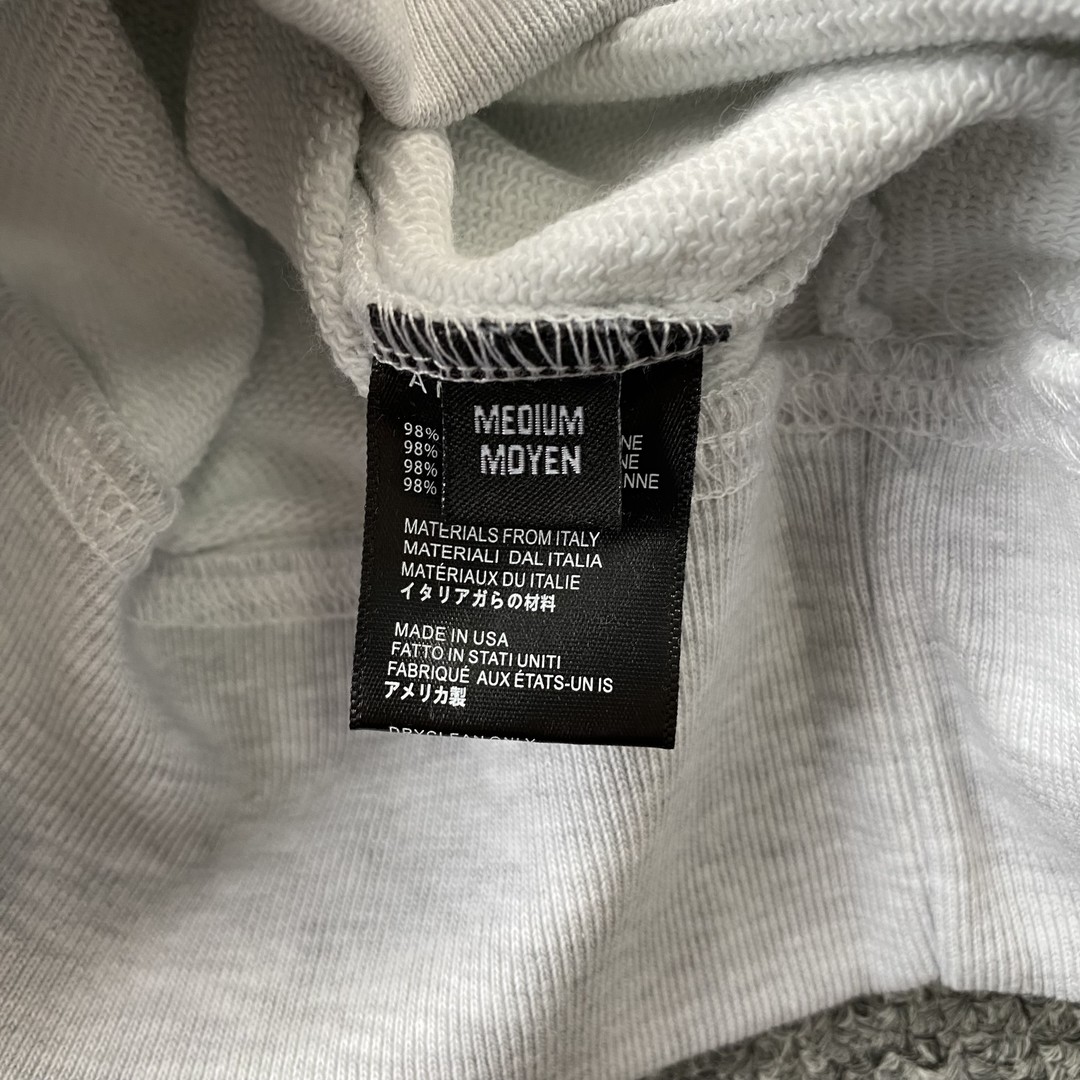 MEDIUM
MOYEN
98%
98%
98%
98%
MATERIALS FROM ITALY
MATERIALI DAL ITALIA
MATÉRIAUX DU ITALIE
イタリアガらの材料
MADE IN USA
FATTO IN STATI UNITI
FABRIQUÉ AUX ÉTATS-UN IS
アメリカ製
DRYCLEAN ONLY